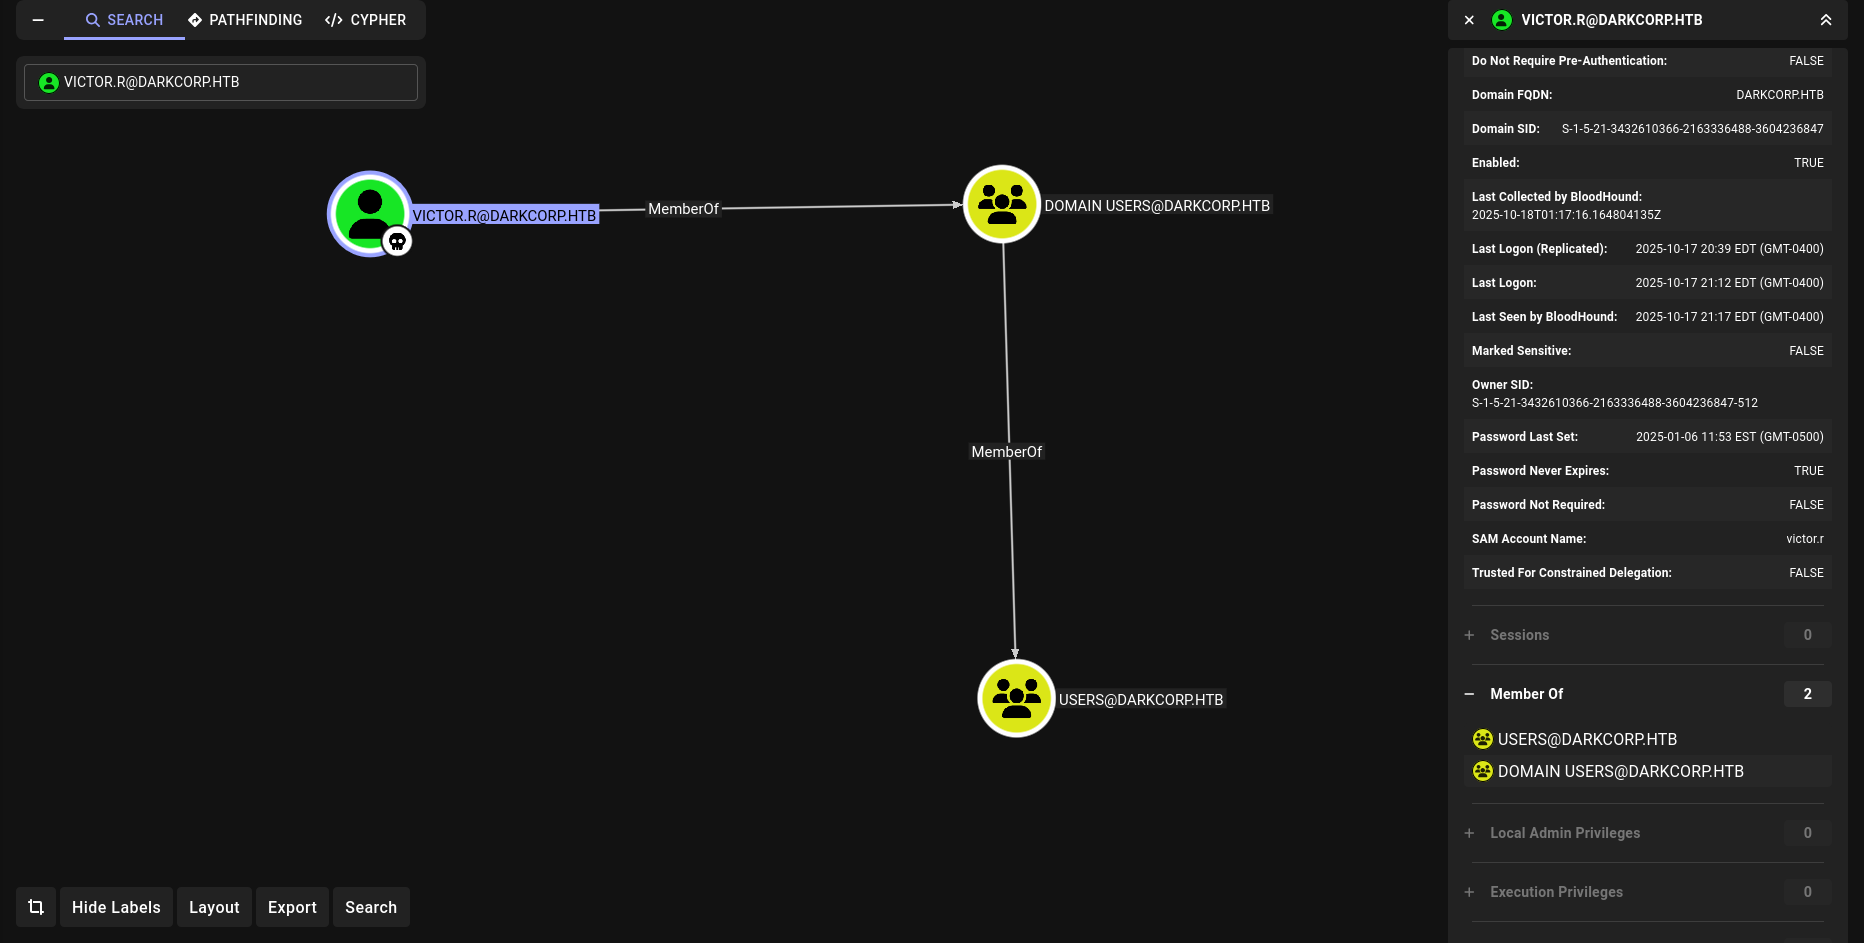 SEARCH PATHFINDING CYPHER
VICTOR.R@DARKCORP.HTB
VICTOR.R@DARKCORP.HTB MemberOf DOMAIN USERS@DARKCORP.HTB
MemberOf
USERS@DARKCORP.HTB
Hide Labels Layout Export Search
VICTOR.R@DARKCORP.HTB
Do Not Require Pre-Authentication: FALSE
Domain FQDN: DARKCORP.HTB
Domain SID: S-1-5-21-3432610366-2163336488-3604236847
Enabled: TRUE
Last Collected by BloodHound:
2025-10-18T01:17:16.164804135Z
Last Logon (Replicated): 2025-10-17 20:39 EDT (GMT-0400)
Last Logon: 2025-10-17 21:12 EDT (GMT-0400)
Last Seen by BloodHound: 2025-10-17 21:17 EDT (GMT-0400)
Marked Sensitive: FALSE
Owner SID:
S-1-5-21-3432610366-2163336488-3604236847-512
Password Last Set: 2025-01-06 11:53 EST (GMT-0500)
Password Never Expires: TRUE
Password Not Required: FALSE
SAM Account Name: victor.r
Trusted For Constrained Delegation: FALSE
Sessions 0
Member Of 2
USERS@DARKCORP.HTB
DOMAIN USERS@DARKCORP.HTB
Local Admin Privileges 0
Execution Privileges 0